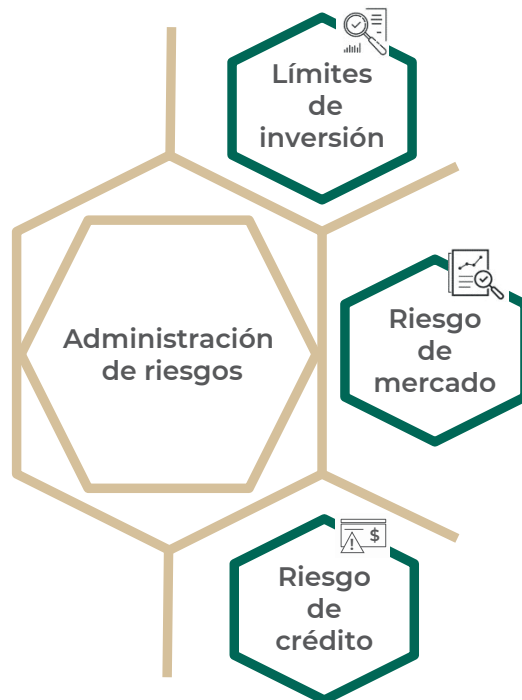 Límites
de
inversión
Administración
de riesgos
Riesgo
de
mercado
$
!
Riesgo
de
crédito